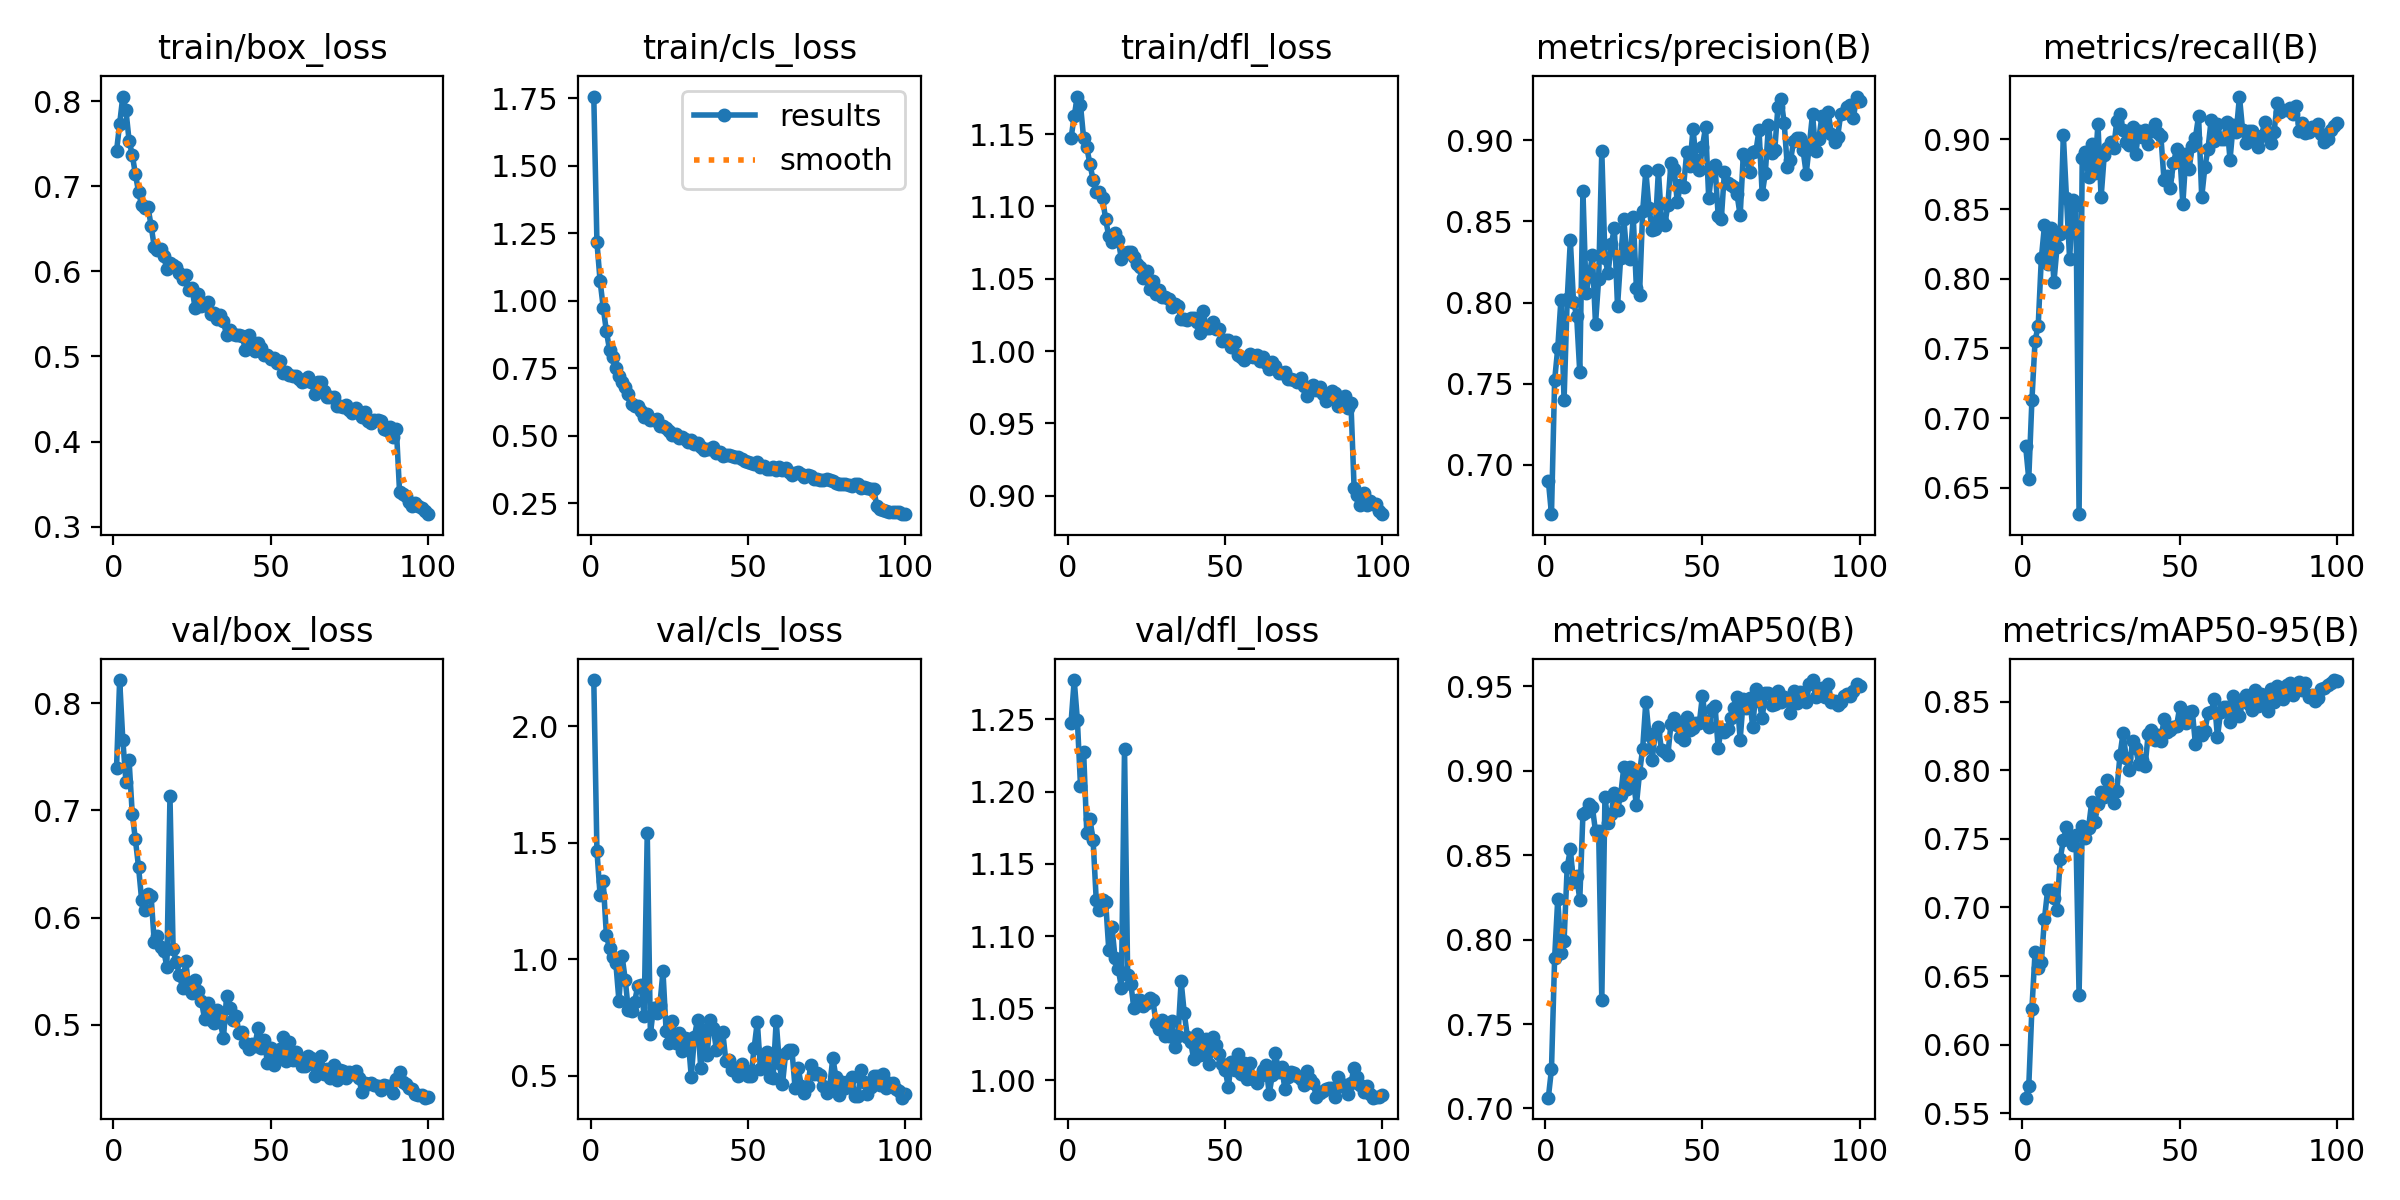 train/box_loss
0.8
0.7
0.6
0.5
0.4
0.3
0 50 100
train/cls_loss
results
smooth
1.75
1.50
1.25
1.00
0.75
0.50
0.25
0 50 100
train/dfl_loss
1.15
1.10
1.05
1.00
0.95
0.90
0 50 100
metrics/precision(B)
0.90
0.85
0.80
0.75
0.70
0 50 100
metrics/recall(B)
0.90
0.85
0.80
0.75
0.70
0.65
0 50 100
val/box_loss
0.8
0.7
0.6
0.5
0 50 100
val/cls_loss
2.0
1.5
1.0
0.5
0 50 100
val/dfl_loss
1.25
1.20
1.15
1.10
1.05
1.00
0 50 100
metrics/mAP50(B)
0.95
0.90
0.85
0.80
0.75
0.70
0 50 100
metrics/mAP50-95(B)
0.85
0.80
0.75
0.70
0.65
0.60
0.55
0 50 100